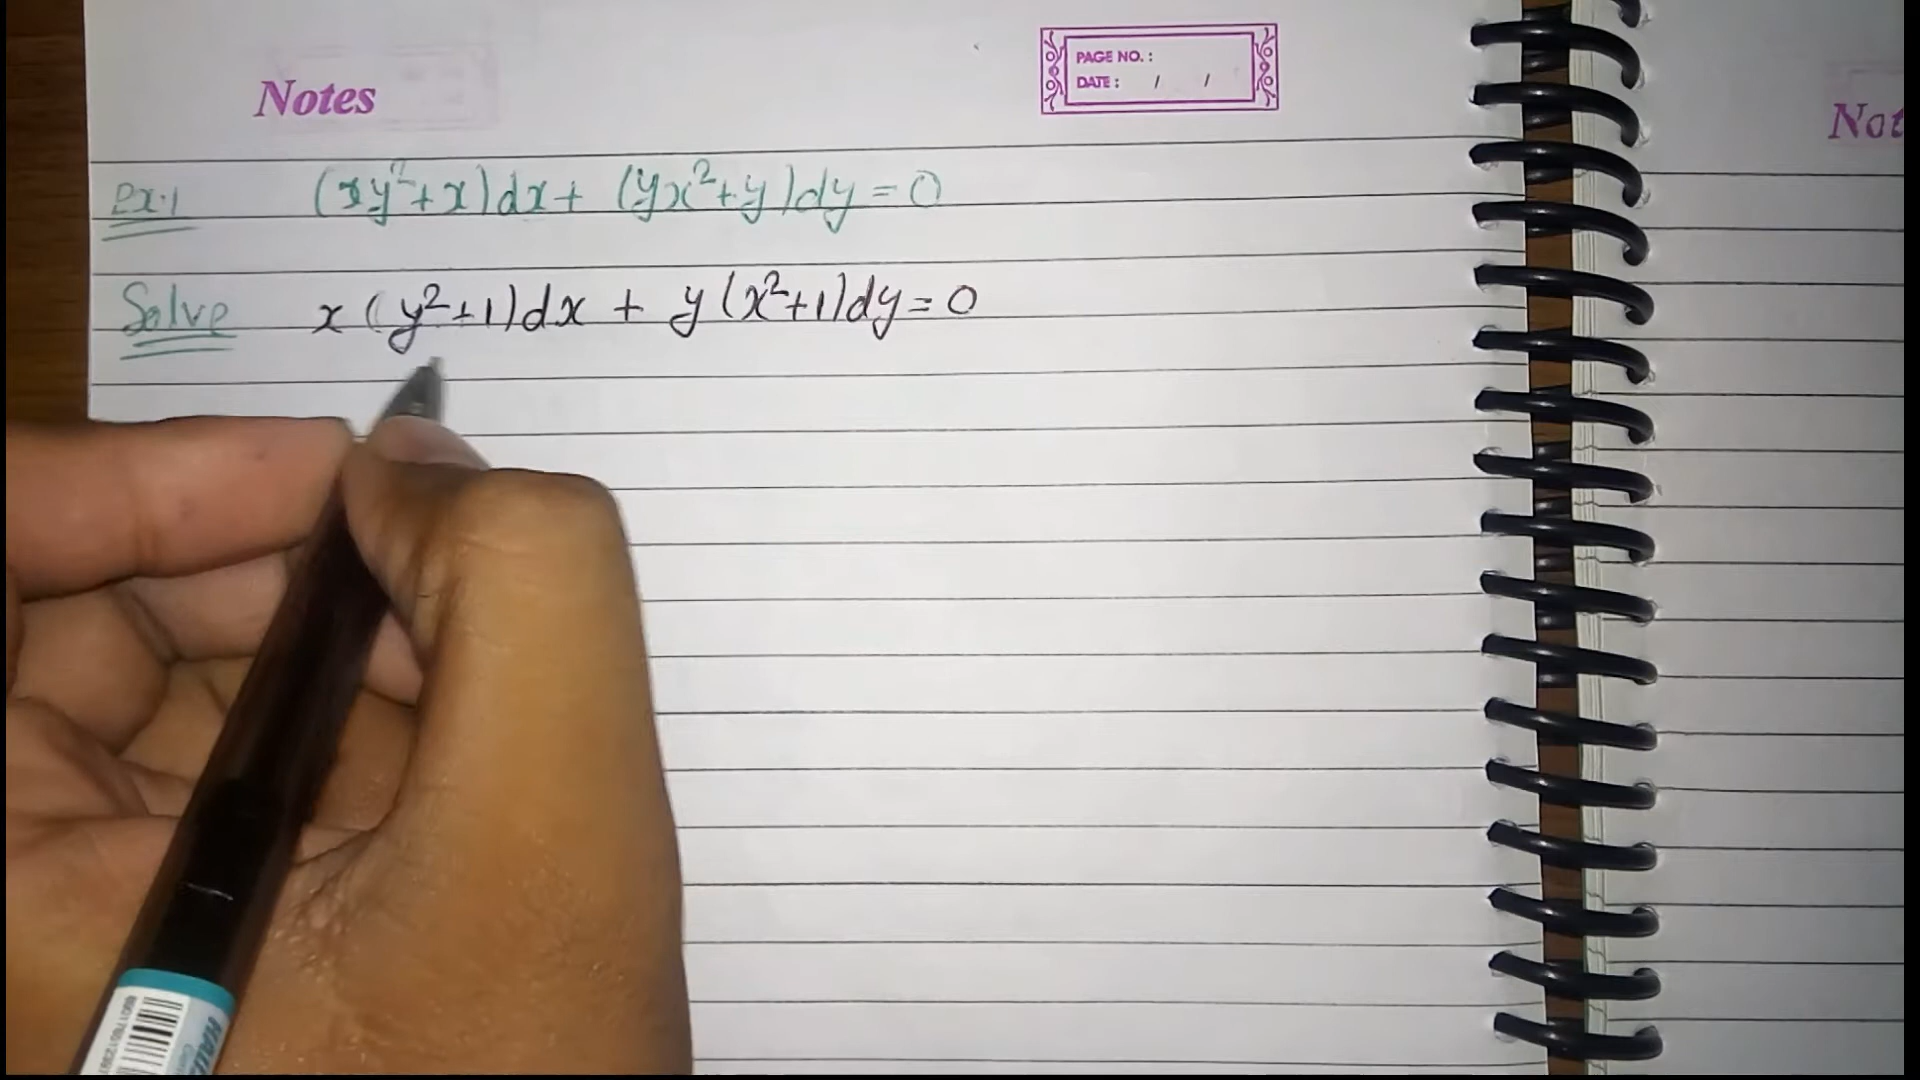 Notes
PAGE NO. :
DATE : / /
Not
Ex.1 (xy²+x)dx + (yx²+y)dy = 0
Solve x(y²+1)dx + y(x²+1)dy = 0